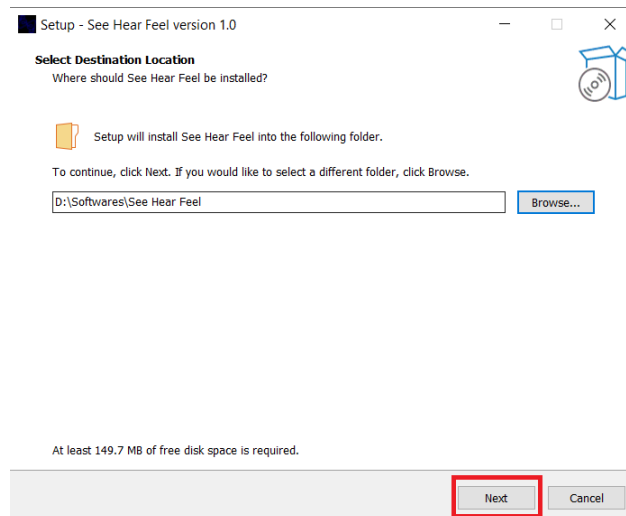 Setup - See Hear Feel version 1.0
Select Destination Location
Where should See Hear Feel be installed?
Setup will install See Hear Feel into the following folder.
To continue, click Next. If you would like to select a different folder, click Browse.
D:\Softwares\See Hear Feel
Browse...
At least 149.7 MB of free disk space is required.
Next
Cancel